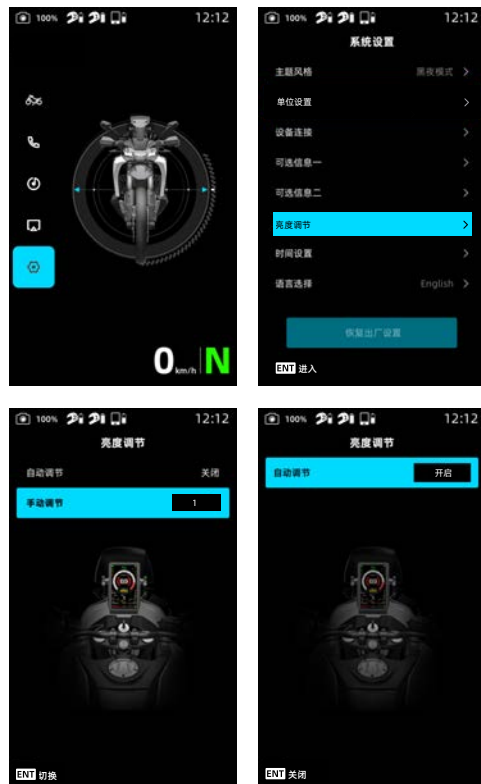 100% 12:12
0 km/h N
100% 12:12
系统设置
主题风格 黑夜模式
单位设置
设备连接
可选信息一
可选信息二
亮度调节
时间设置
语言选择 English
恢复出厂设置
ENT 进入
100% 12:12
亮度调节
自动调节 关闭
手动调节 1
ENT 切换
100% 12:12
亮度调节
自动调节 开启
ENT 关闭